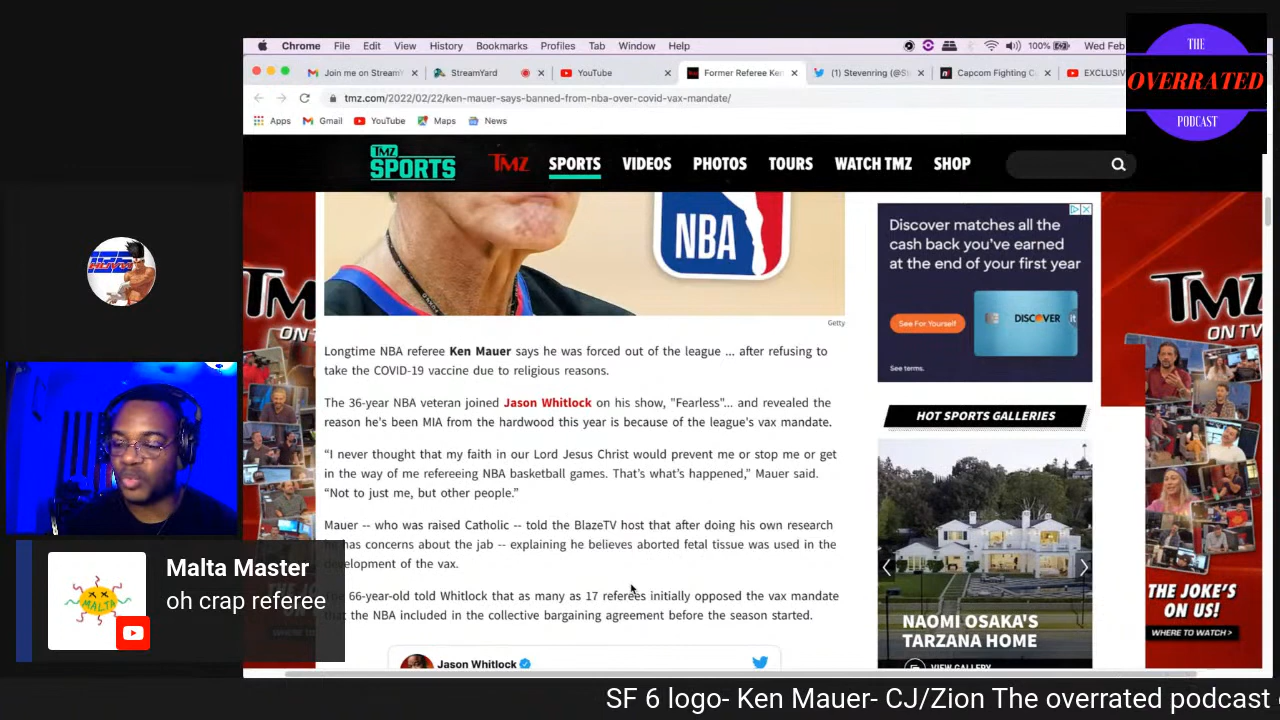 Chrome File Edit View History Bookmarks Profiles Tab Window Help
100%
Wed Feb
Join me on StreamY
StreamYard
YouTube
Former Referee Ken
(1) Stevenring (@St
Capcom Fighting C
EXCLUSIV
tmz.com/2022/02/22/ken-mauer-says-banned-from-nba-over-covid-vax-mandate/
Apps Gmail YouTube Maps News
THE
OVERRATED
PODCAST
TMZ
SPORTS
TMZ SPORTS VIDEOS PHOTOS TOURS WATCH TMZ SHOP
NBA
Getty
Longtime NBA referee Ken Mauer says he was forced out of the league ... after refusing to
take the COVID-19 vaccine due to religious reasons.
The 36-year NBA veteran joined Jason Whitlock on his show, "Fearless"... and revealed the
reason he's been MIA from the hardwood this year is because of the league's vax mandate.
“I never thought that my faith in our Lord Jesus Christ would prevent me or stop me or get
in the way of me refereeing NBA basketball games. That’s what’s happened,” Mauer said.
“Not to just me, but other people.”
Mauer -- who was raised Catholic -- told the BlazeTV host that after doing his own research
has concerns about the jab -- explaining he believes aborted fetal tissue was used in the
development of the vax.
66-year-old told Whitlock that as many as 17 referees initially opposed the vax mandate
that the NBA included in the collective bargaining agreement before the season started.
Jason Whitlock
Discover matches all the
cash back you've earned
at the end of your first year
See For Yourself
DISCOVER it
See terms.
HOT SPORTS GALLERIES
NAOMI OSAKA'S
TARZANA HOME
VIEW GALLERY
TMZ
ON TV
THE JOKE'S
ON US!
WHERE TO WATCH >
TM
ON T
MALTA
Malta Master
oh crap referee
SF 6 logo- Ken Mauer- CJ/Zion The overrated podcast